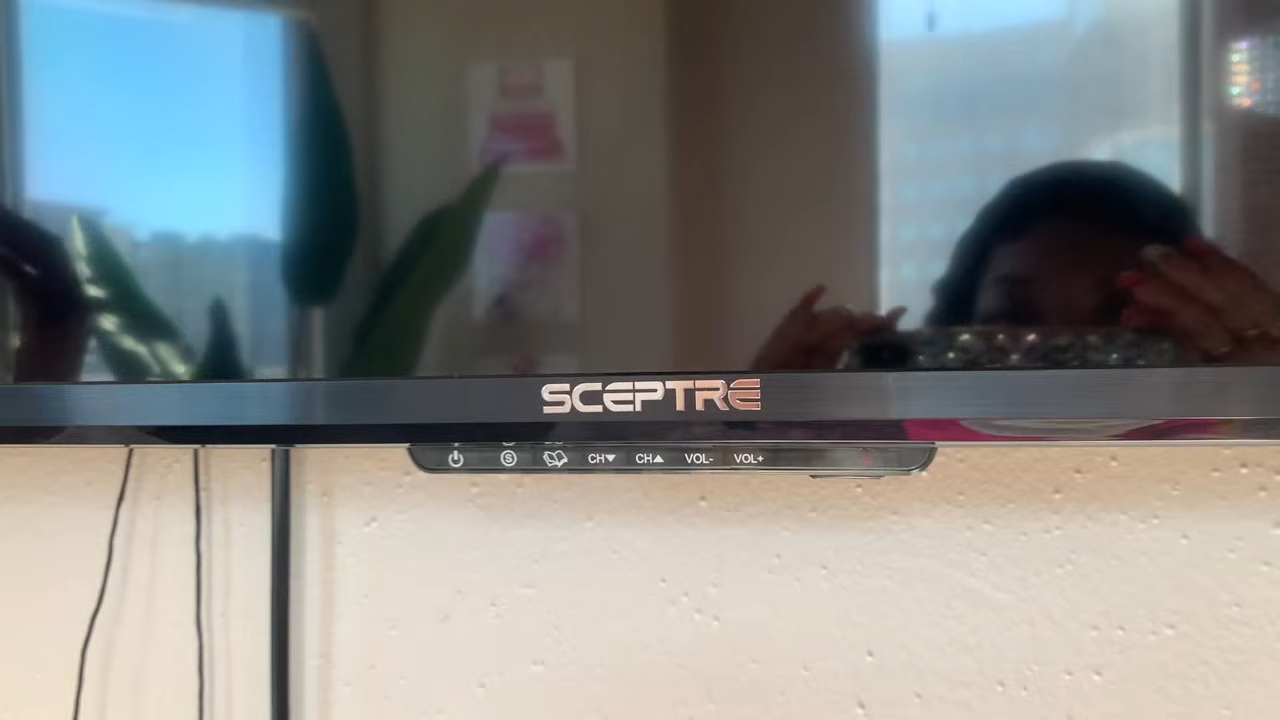 SCEPTRE
Ⓢ CH▼ CH▲ VOL- VOL+